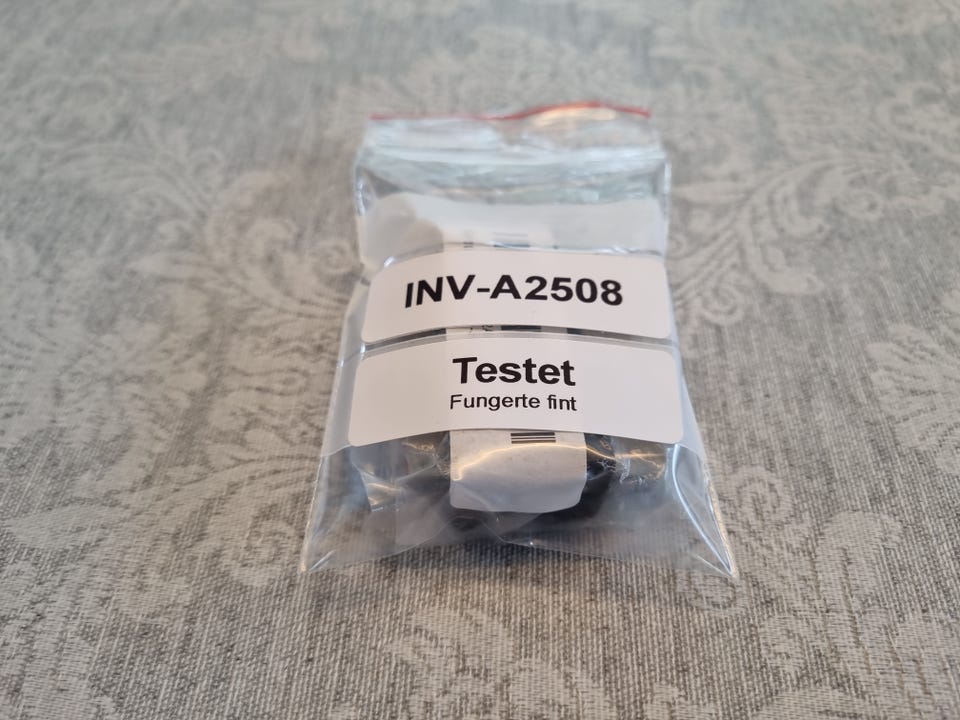 INV-A2508
Testet
Fungerte fint